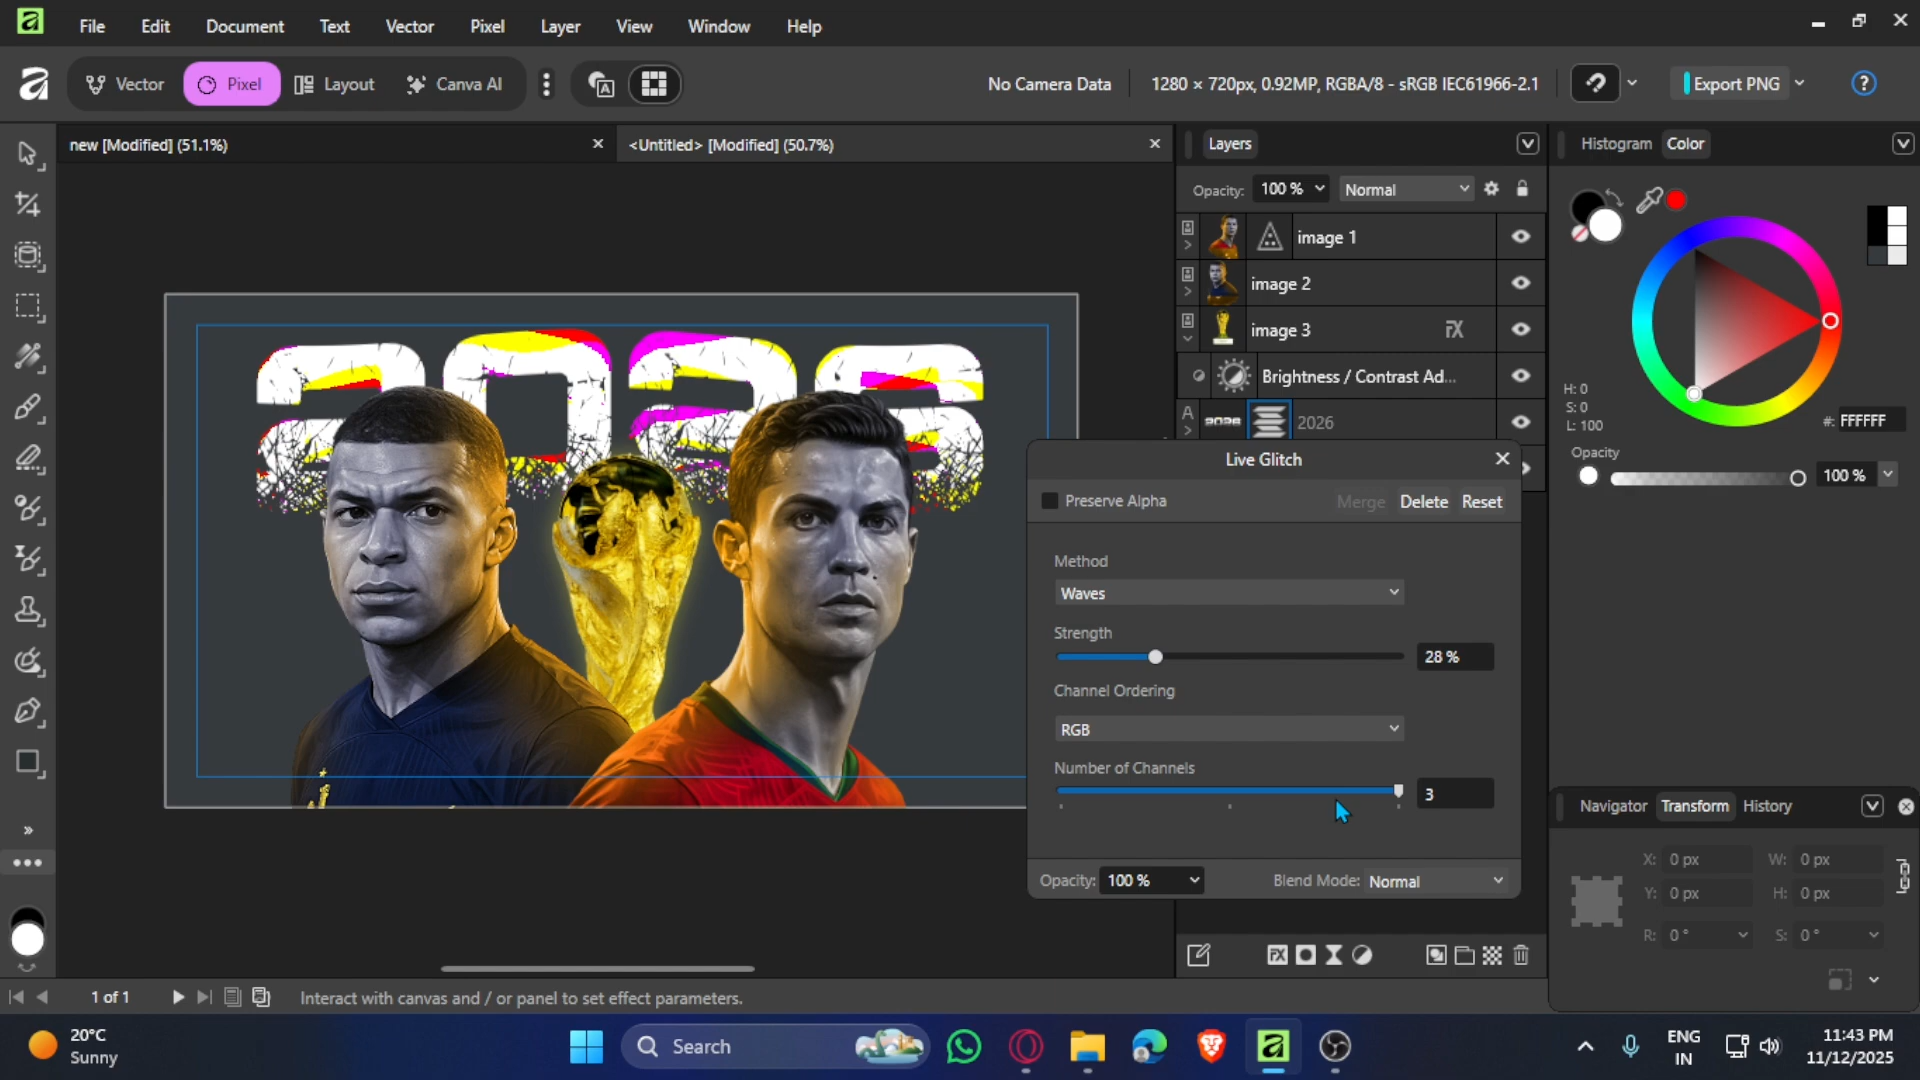 File Edit Document Text Vector Pixel Layer View Window Help
Vector Pixel Layout Canva AI
No Camera Data 1280 × 720px, 0.92MP, RGBA/8 - sRGB IEC61966-2.1 Export PNG
new [Modified] (51.1%) <Untitled> [Modified] (50.7%)
Layers
Opacity: 100 % Normal
image 1
image 2
image 3
Brightness / Contrast Ad...
2026
Histogram Color
H: 0
S: 0
L: 100
#: FFFFFF
Opacity
100 %
2026
Live Glitch
Preserve Alpha Merge Delete Reset
Method
Waves
Strength
28 %
Channel Ordering
RGB
Number of Channels
3
Opacity: 100 % Blend Mode: Normal
Navigator Transform History
X: 0 px W: 0 px
Y: 0 px H: 0 px
R: 0 ° S: 0 °
1 of 1 Interact with canvas and / or panel to set effect parameters.
20°C
Sunny
Search
ENG
IN
11:43 PM
11/12/2025